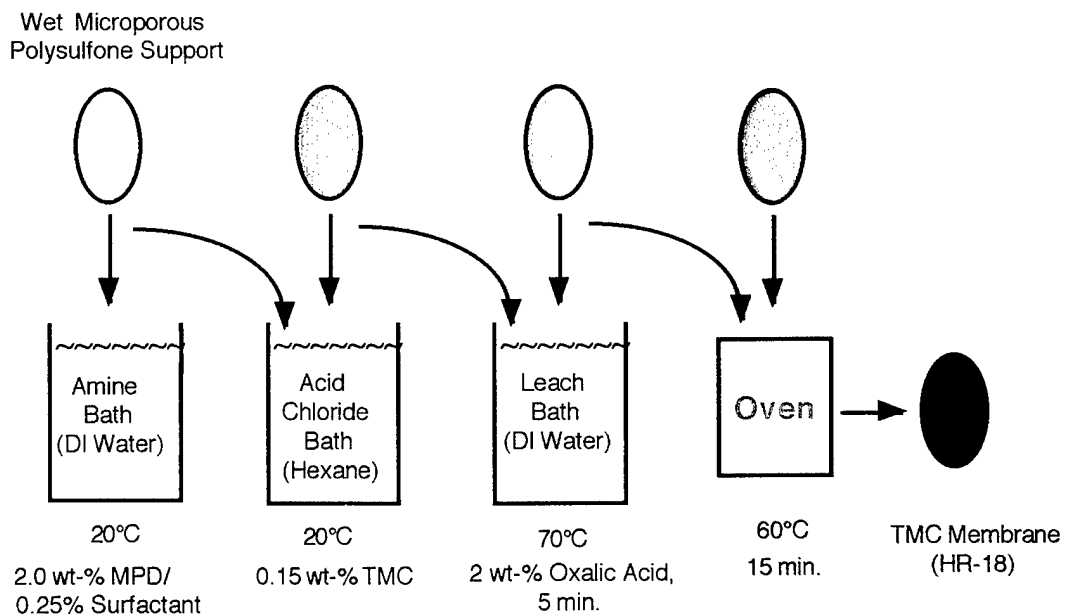 Wet Microporous
Polysulfone Support
Amine
Bath
(DI Water)
Acid
Chloride
Bath
(Hexane)
Leach
Bath
(DI Water)
Oven
20°C
2.0 wt-% MPD/
0.25% Surfactant
20°C
0.15 wt-% TMC
70°C
2 wt-% Oxalic Acid,
5 min.
60°C
15 min.
TMC Membrane
(HR-18)